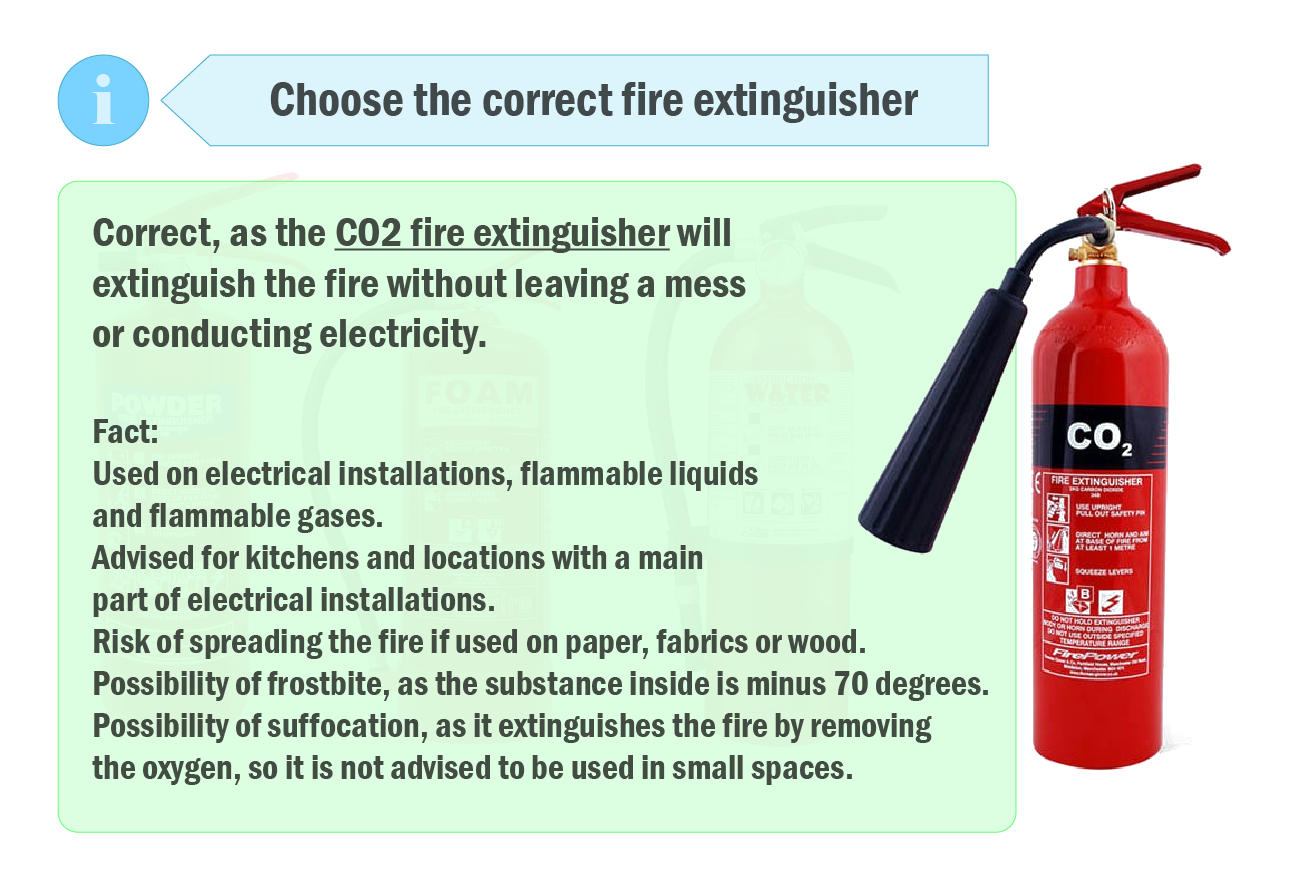 i
Choose the correct fire extinguisher
Correct, as the CO2 fire extinguisher will
extinguish the fire without leaving a mess
or conducting electricity.
Fact:
Used on electrical installations, flammable liquids
and flammable gases.
Advised for kitchens and locations with a main
part of electrical installations.
Risk of spreading the fire if used on paper, fabrics or wood.
Possibility of frostbite, as the substance inside is minus 70 degrees.
Possibility of suffocation, as it extinguishes the fire by removing
the oxygen, so it is not advised to be used in small spaces.
POWDER
FOAM
WATER
CO2
FIRE EXTINGUISHER
2KG CARBON DIOXIDE
34B
USE UPRIGHT
PULL OUT SAFETY PIN
DIRECT HORN AND AIM
AT BASE OF FIRE FROM
AT LEAST 1 METRE
SQUEEZE LEVERS
B
DO NOT HOLD EXTINGUISHER
BODY OR HORN DURING DISCHARGE
DO NOT USE OUTSIDE SPECIFIED
TEMPERATURE RANGE
FirePower